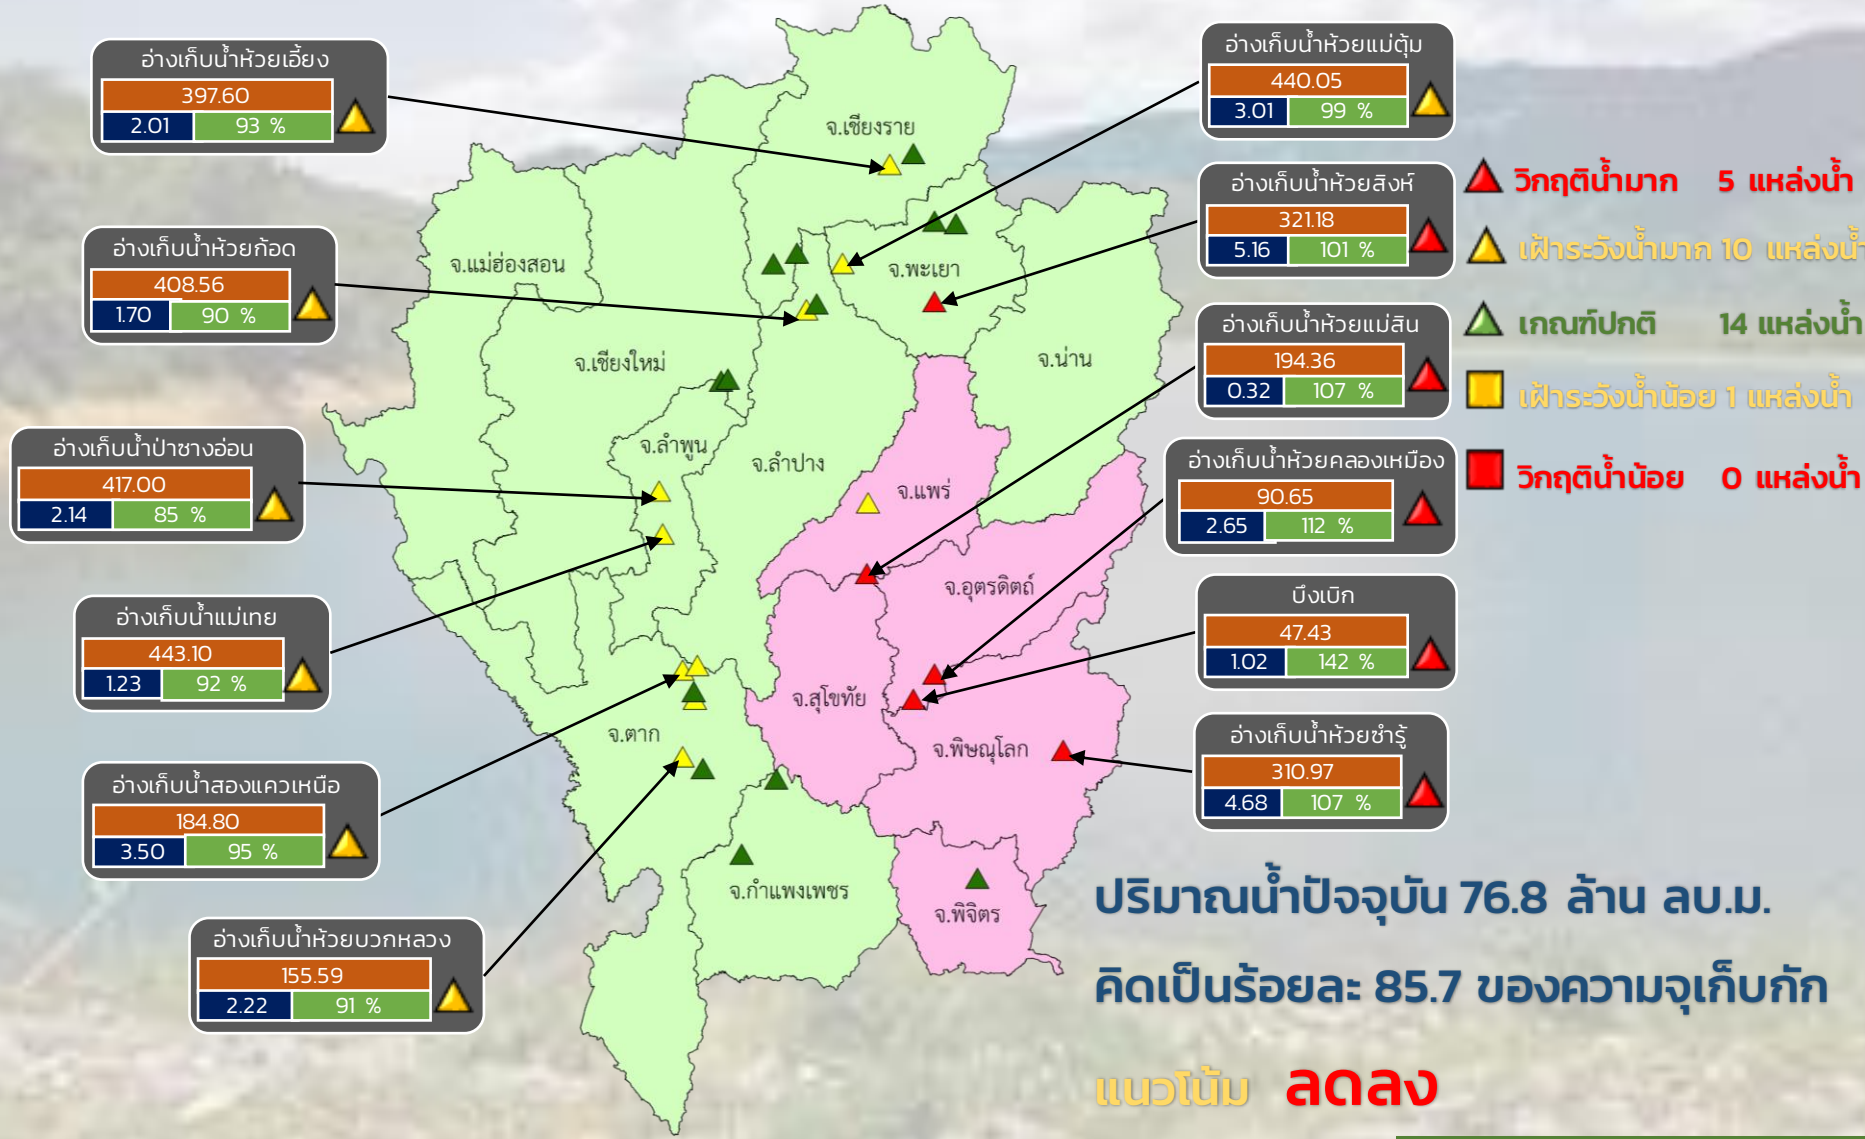 อ่างเก็บน้ำห้วยเอี้ยง
397.60
2.01 93 %
อ่างเก็บน้ำห้วยก้อด
408.56
1.70 90 %
อ่างเก็บน้ำป่าซางอ่อน
417.00
2.14 85 %
อ่างเก็บน้ำแม่เทย
443.10
1.23 92 %
อ่างเก็บน้ำสองแควเหนือ
184.80
3.50 95 %
อ่างเก็บน้ำห้วยบวกหลวง
155.59
2.22 91 %
จ.เชียงราย
จ.แม่ฮ่องสอน
จ.พะเยา
จ.เชียงใหม่
จ.น่าน
จ.ลำพูน
จ.ลำปาง
จ.แพร่
จ.อุตรดิตถ์
จ.สุโขทัย
จ.ตาก
จ.พิษณุโลก
จ.กำแพงเพชร
จ.พิจิตร
อ่างเก็บน้ำห้วยแม่ตุ้ม
440.05
3.01 99 %
อ่างเก็บน้ำห้วยสิงห์
321.18
5.16 101 %
อ่างเก็บน้ำห้วยแม่สิน
194.36
0.32 107 %
อ่างเก็บน้ำห้วยคลองเหมือง
90.65
2.65 112 %
บึงเบิก
47.43
1.02 142 %
อ่างเก็บน้ำห้วยซำรู้
310.97
4.68 107 %
วิกฤติน้ำมาก 5 แหล่งน้ำ
เฝ้าระวังน้ำมาก 10 แหล่งน้ำ
เกณฑ์ปกติ 14 แหล่งน้ำ
เฝ้าระวังน้ำน้อย 1 แหล่งน้ำ
วิกฤติน้ำน้อย 0 แหล่งน้ำ
ปริมาณน้ำปัจจุบัน 76.8 ล้าน ลบ.ม.
คิดเป็นร้อยละ 85.7 ของความจุเก็บกัก
แนวโน้ม ลดลง